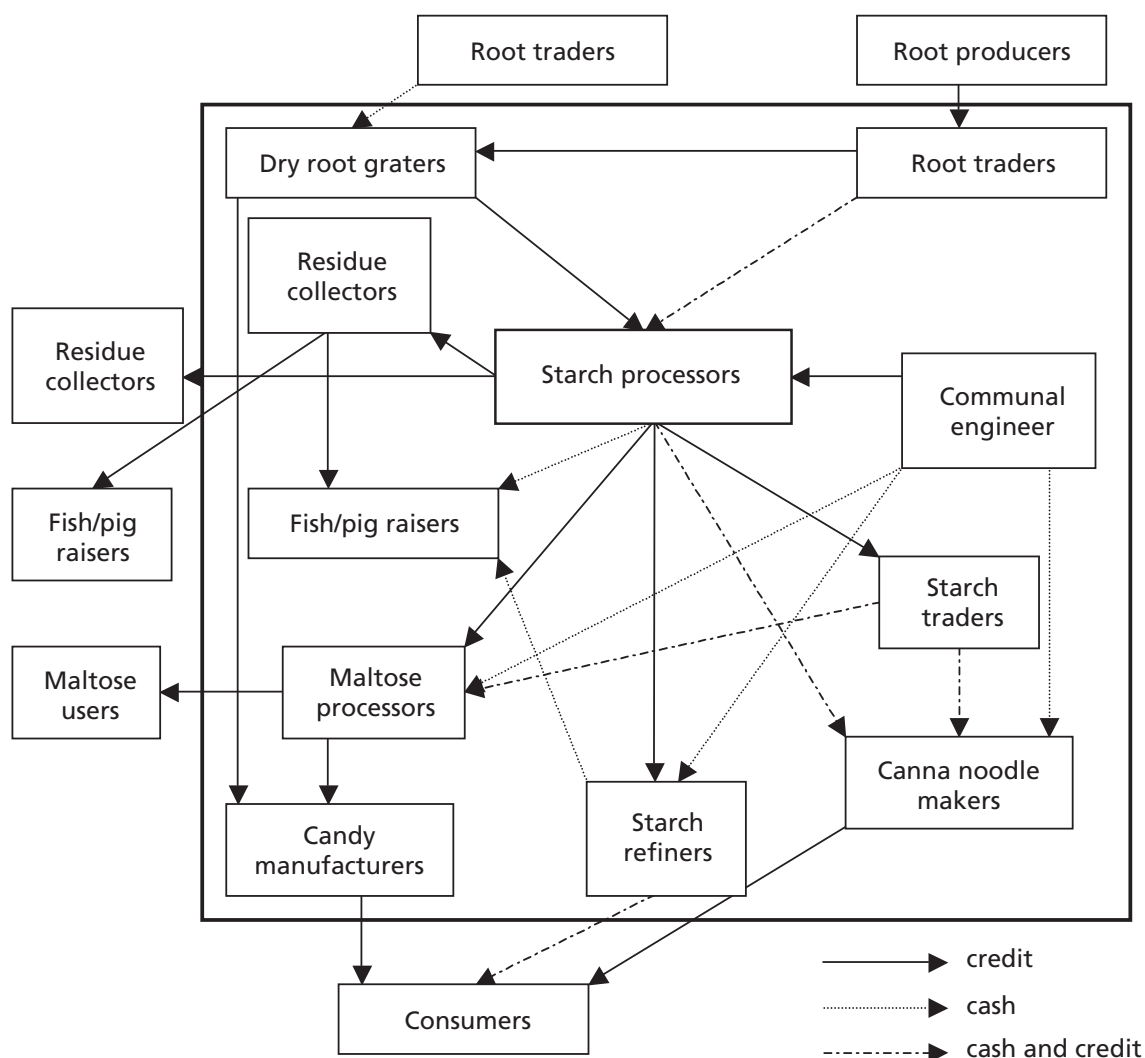 Root traders
Root producers
Dry root graters
Root traders
Residue
collectors
Residue
collectors
Starch processors
Communal
engineer
Fish/pig
raisers
Fish/pig raisers
Starch
traders
Maltose
users
Maltose
processors
Canna noodle
makers
Candy
manufacturers
Starch
refiners
Consumers
credit
cash
cash and credit